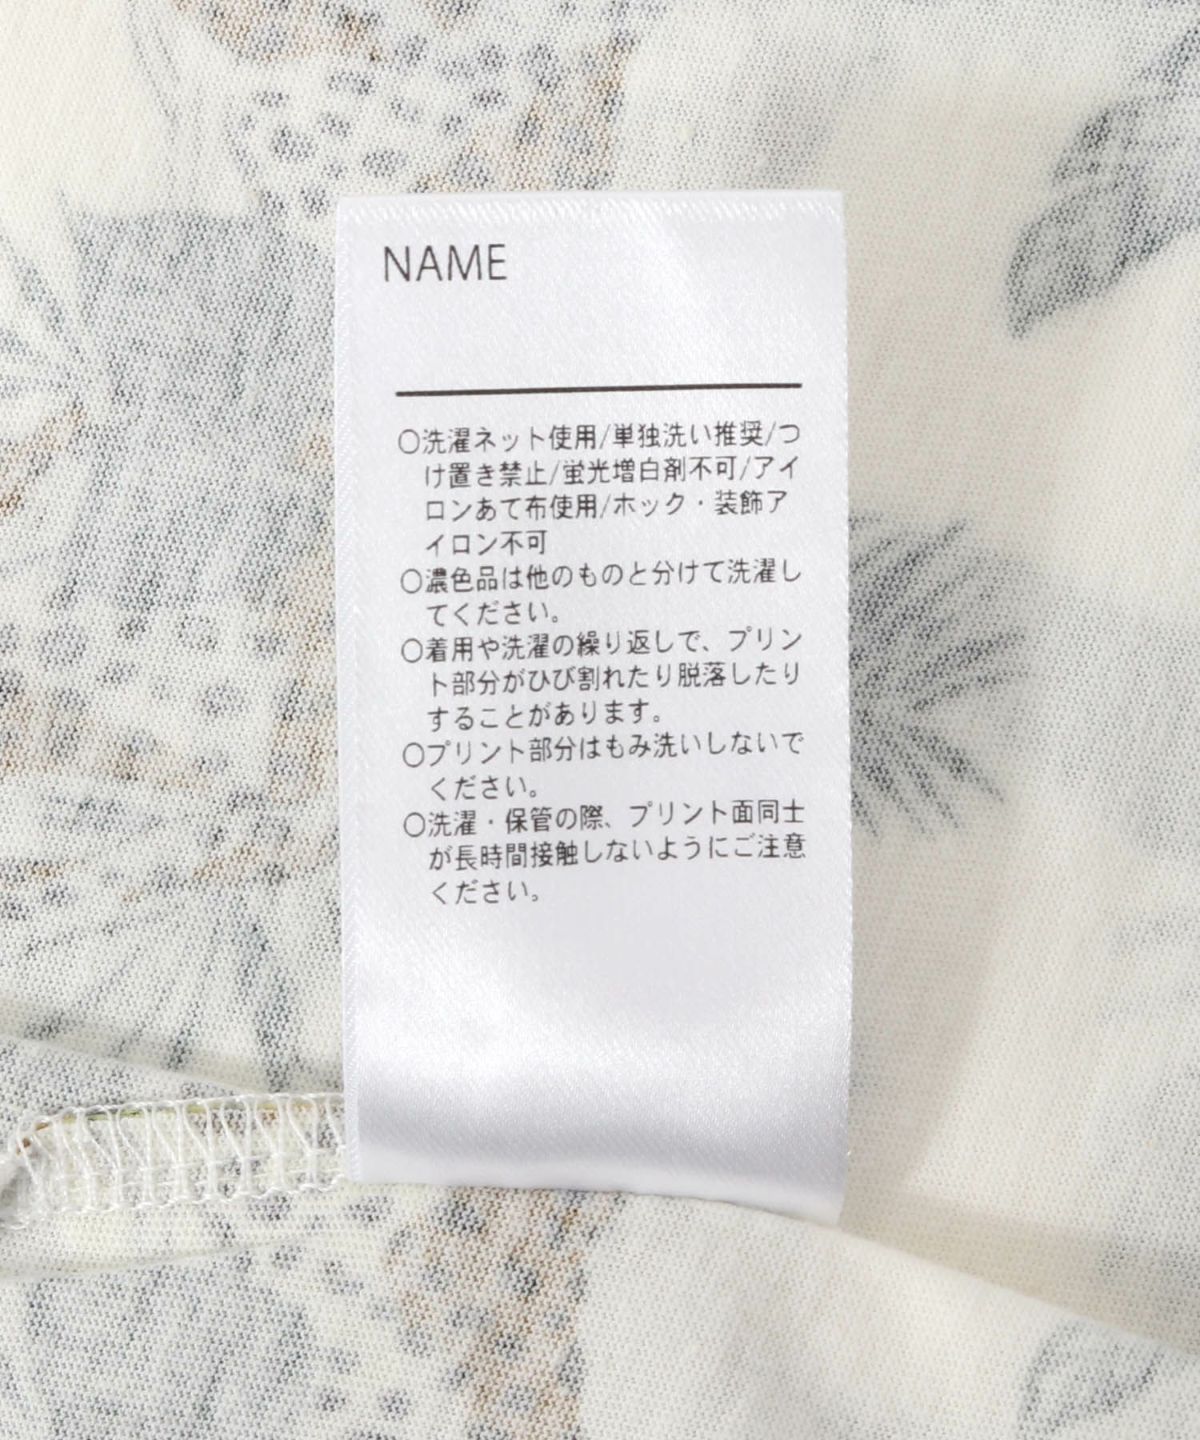 NAME
○洗濯ネット使用/単独洗い推奨/つ
け置き禁止/蛍光増白剤不可/アイ
ロンあて布使用/ホック・装飾ア
イロン不可
○濃色品は他のものと分けて洗濯し
てください。
○着用や洗濯の繰り返しで、プリン
ト部分がひび割れたり脱落したり
することがあります。
○プリント部分はもみ洗いしないで
ください。
○洗濯・保管の際、プリント面同士
が長時間接触しないようにご注意
ください。